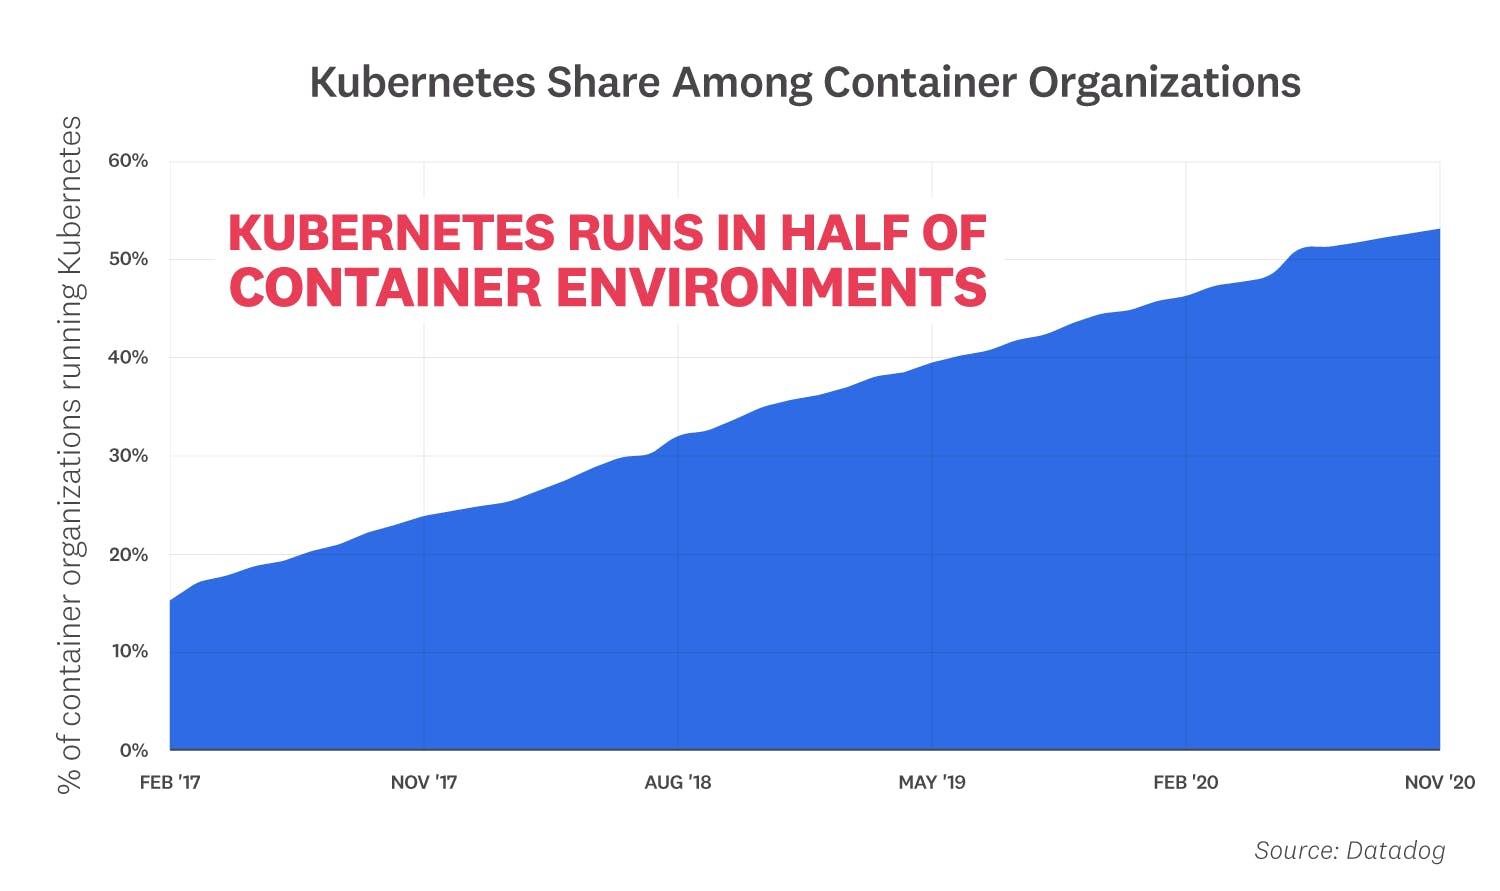 Kubernetes Share Among Container Organizations
% of container organizations running Kubernetes
60%
50%
40%
30%
20%
10%
0%
KUBERNETES RUNS IN HALF OF
CONTAINER ENVIRONMENTS
FEB '17
NOV '17
AUG '18
MAY '19
FEB '20
NOV '20
Source: Datadog